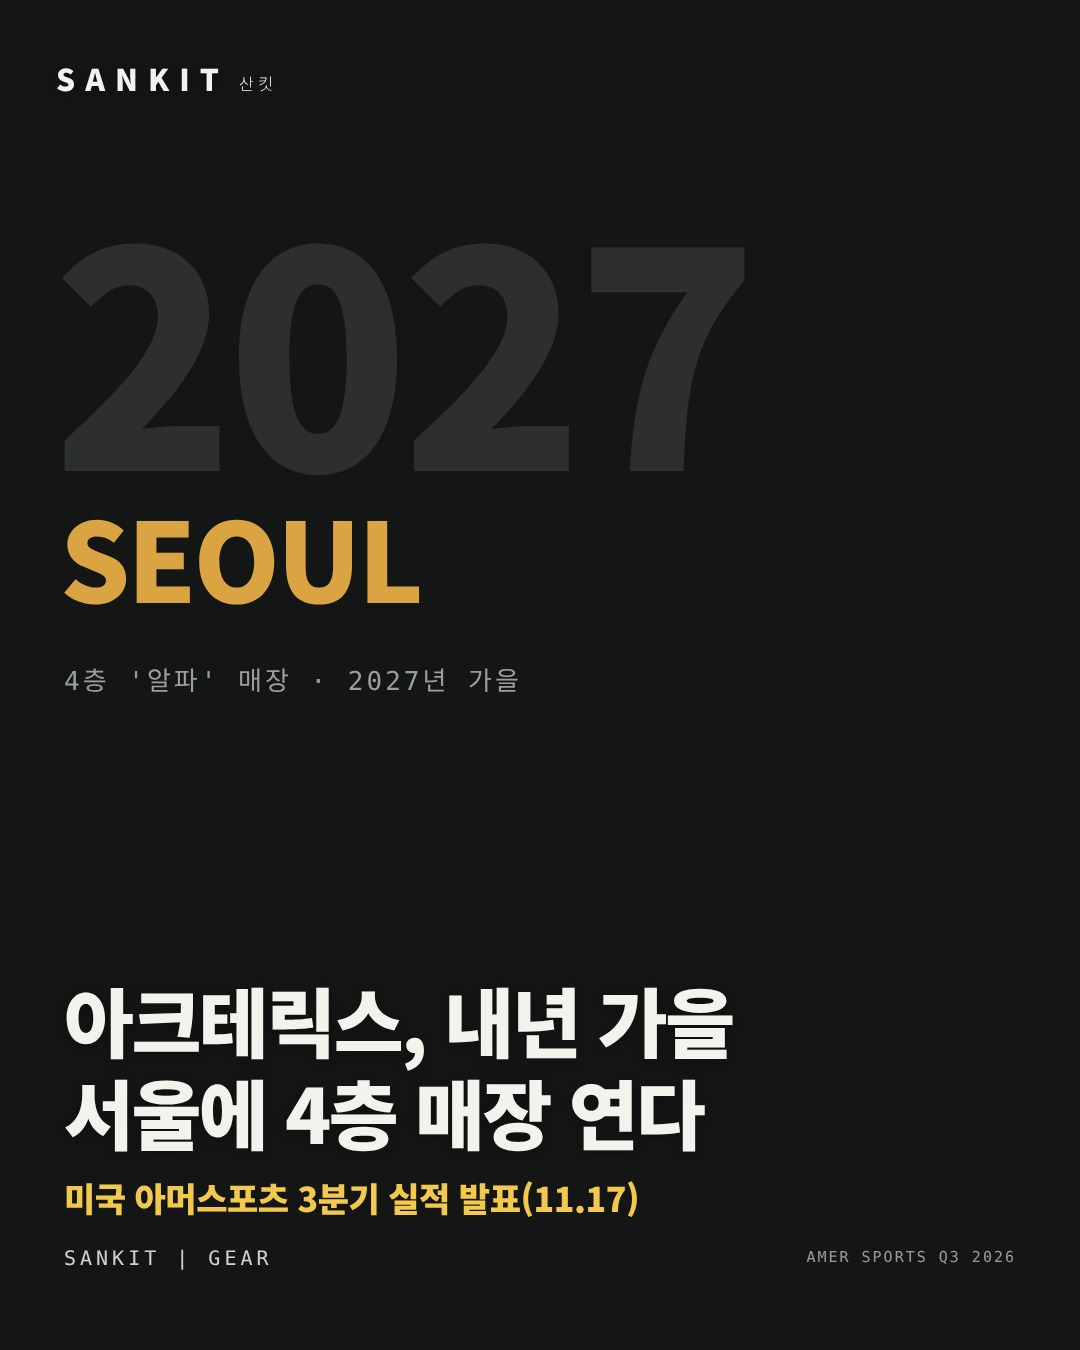 SANKIT 산킷
2027
SEOUL
4층 '알파' 매장 · 2027년 가을
아크테릭스, 내년 가을
서울에 4층 매장 연다
미국 아머스포츠 3분기 실적 발표(11.17)
SANKIT | GEAR
AMER SPORTS Q3 2026